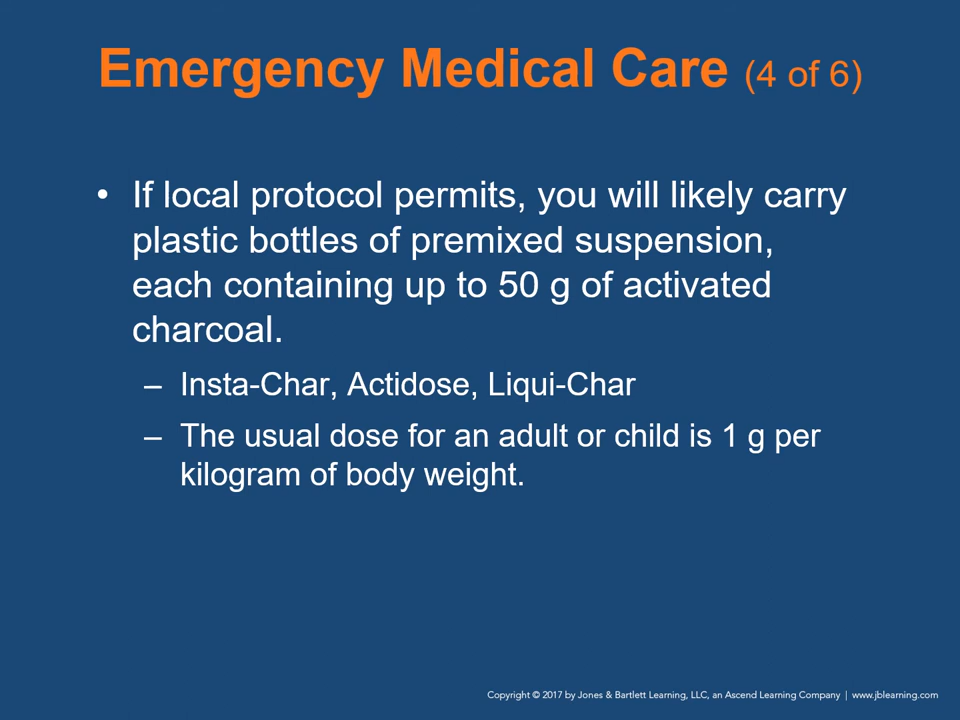 Emergency Medical Care (4 of 6)
• If local protocol permits, you will likely carry
plastic bottles of premixed suspension,
each containing up to 50 g of activated
charcoal.
– Insta-Char, Actidose, Liqui-Char
– The usual dose for an adult or child is 1 g per
kilogram of body weight.
Copyright © 2017 by Jones & Bartlett Learning, LLC, an Ascend Learning Company | www.jblearning.com